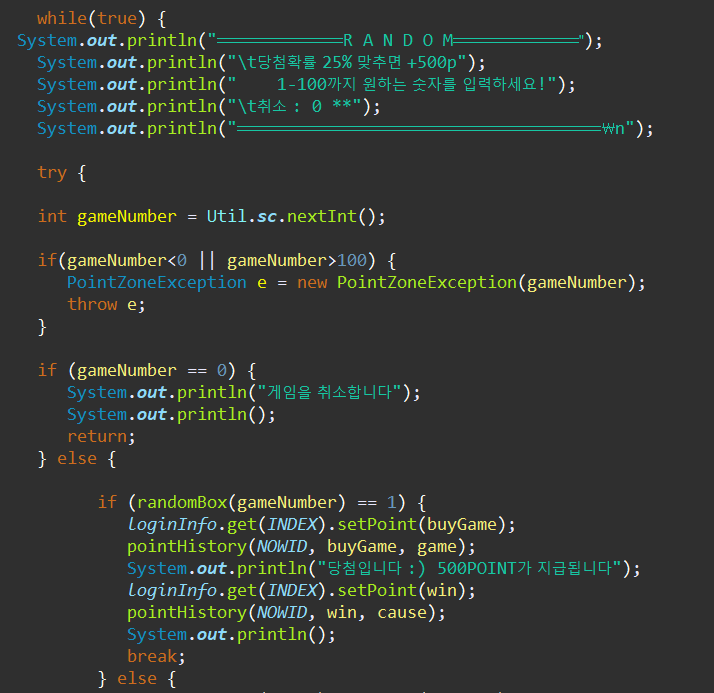 while(true) {
System.out.println("═════════════R A N D O M═════════════");
System.out.println("\t당첨확률 25% 맞추면 +500p");
System.out.println("    1-100까지 원하는 숫자를 입력하세요!");
System.out.println("\t취소 : 0 **");
System.out.println("══════════════════════════════════════₩n");
try {
int gameNumber = Util.sc.nextInt();
if(gameNumber<0 || gameNumber>100) {
PointZoneException e = new PointZoneException(gameNumber);
throw e;
}
if (gameNumber == 0) {
System.out.println("게임을 취소합니다");
System.out.println();
return;
} else {
if (randomBox(gameNumber) == 1) {
loginInfo.get(INDEX).setPoint(buyGame);
pointHistory(NOWID, buyGame, game);
System.out.println("당첨입니다 :) 500POINT가 지급됩니다");
loginInfo.get(INDEX).setPoint(win);
pointHistory(NOWID, win, cause);
System.out.println();
break;
} else {